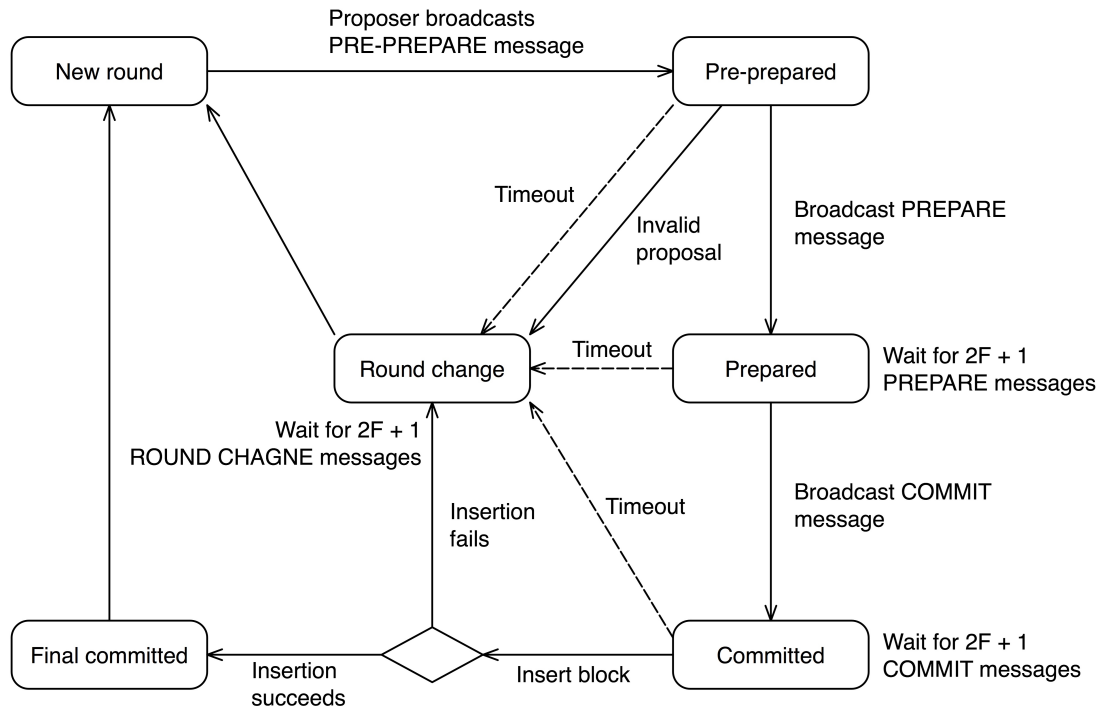 Proposer broadcasts
PRE-PREPARE message
New round
Pre-prepared
Timeout
Invalid
proposal
Broadcast PREPARE
message
Round change
Timeout
Prepared
Wait for 2F + 1
PREPARE messages
Wait for 2F + 1
ROUND CHAGNE messages
Insertion
fails
Timeout
Broadcast COMMIT
message
Final committed
Insertion
succeeds
Insert block
Committed
Wait for 2F + 1
COMMIT messages